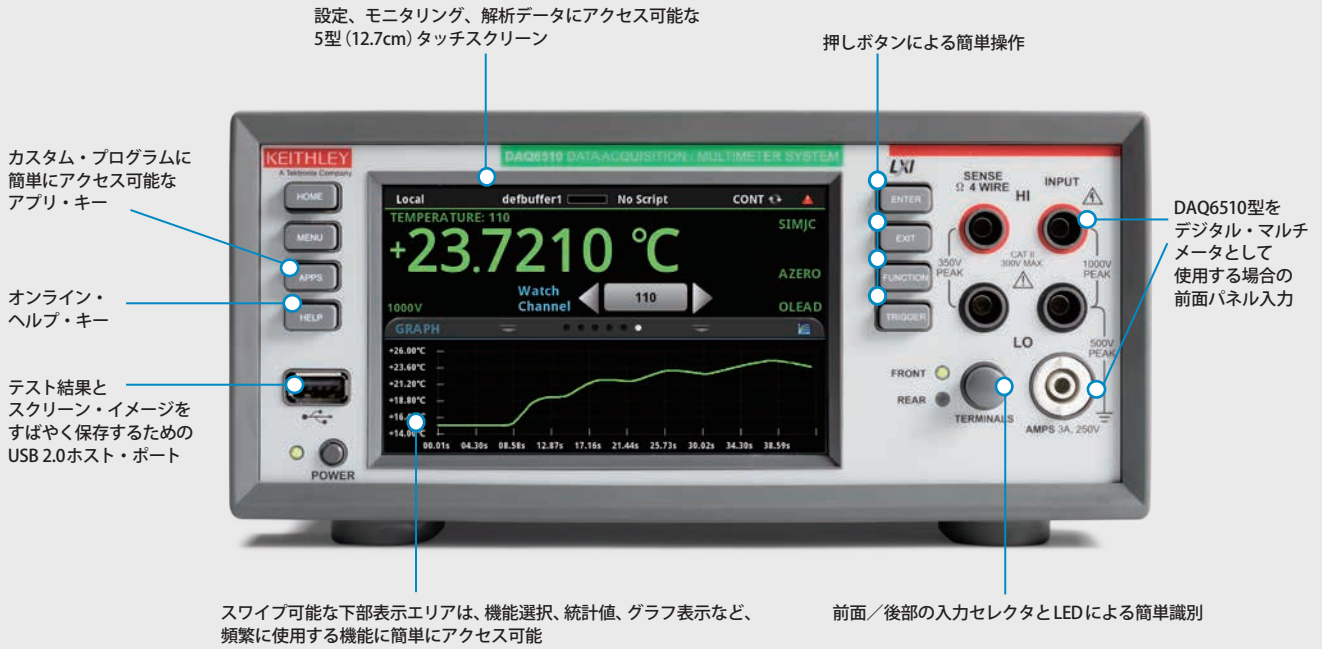 設定、モニタリング、解析データにアクセス可能な
5型（12.7cm）タッチスクリーン
押しボタンによる簡単操作
カスタム・プログラムに
簡単にアクセス可能な
アプリ・キー
オンライン・
ヘルプ・キー
テスト結果と
スクリーン・イメージを
すばやく保存するための
USB 2.0ホスト・ポート
KEITHLEY
A Tektronix Company
DAQ6510 DATA ACQUISITION / MULTIMETER SYSTEM
HOME
MENU
APPS
HELP
POWER
Local defbuffer1 No Script CONT
TEMPERATURE: 110
SIMJC
+23.7210 °C
AZERO
Watch
Channel
110
1000V
OLEAD
GRAPH
+26.00°C
+23.60°C
+21.20°C
+18.80°C
+14.00°C
00.01s 04.30s 08.58s 12.87s 17.16s 21.44s 25.73s 30.02s 34.30s 38.59s
LXI
ENTER
EXIT
FUNCTION
TRIGGER
SENSE
Ω 4 WIRE
HI
INPUT
350V
PEAK
CAT II
300V MAX
1000V
PEAK
LO
500V
PEAK
FRONT
REAR
TERMINALS
AMPS 3A, 250V
DAQ6510型を
デジタル・マルチ
メータとして
使用する場合の
前面パネル入力
スワイプ可能な下部表示エリアは、機能選択、統計値、グラフ表示など、
頻繁に使用する機能に簡単にアクセス可能
前面／後部の入力セレクタとLEDによる簡単識別